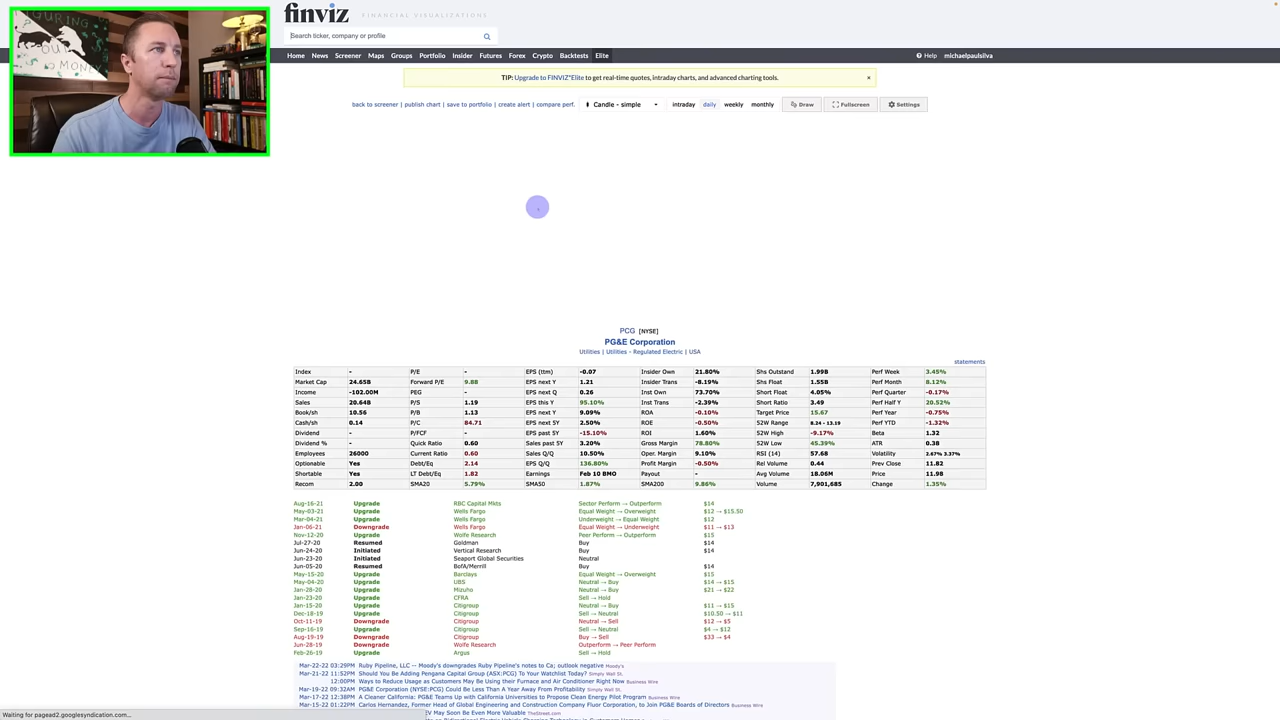 finviz FINANCIAL VISUALIZATIONS
Search ticker, company or profile
Home News Screener Maps Groups Portfolio Insider Futures Forex Crypto Backtests Elite Help michaelpaulsilva
TIP: Upgrade to FINVIZ*Elite to get real-time quotes, intraday charts, and advanced charting tools. ×
back to screener | publish chart | save to portfolio | create alert | compare perf. Candle - simple intraday daily weekly monthly Draw Fullscreen Settings
PCG [NYSE]
PG&E Corporation
Utilities | Utilities - Regulated Electric | USA
statements
Index - P/E - EPS (ttm) -0.07 Insider Own 21.80% Shs Outstand 1.99B Perf Week 3.45%
Market Cap 24.65B Forward P/E 9.88 EPS next Y 1.21 Insider Trans -8.19% Shs Float 1.55B Perf Month 8.12%
Income -102.00M PEG - EPS next Q 0.26 Inst Own 73.70% Short Float 4.05% Perf Quarter -0.17%
Sales 20.64B P/S 1.19 EPS this Y 95.10% Inst Trans -2.39% Short Ratio 3.49 Perf Half Y 20.52%
Book/sh 10.56 P/B 1.13 EPS next Y 9.09% ROA -0.10% Target Price 15.67 Perf Year -0.75%
Cash/sh 0.14 P/C 84.71 EPS next 5Y 2.50% ROE -0.50% 52W Range 8.24 - 13.19 Perf YTD -1.32%
Dividend - P/FCF - EPS past 5Y -15.10% ROI 1.60% 52W High -9.17% Beta 1.32
Dividend % - Quick Ratio 0.60 Sales past 5Y 3.20% Gross Margin 78.80% 52W Low 45.39% ATR 0.38
Employees 26000 Current Ratio 0.60 Sales Q/Q 10.50% Oper. Margin 9.10% RSI (14) 57.68 Volatility 2.67% 3.37%
Optionable Yes Debt/Eq 2.14 EPS Q/Q 136.80% Profit Margin -0.50% Rel Volume 0.44 Prev Close 11.82
Shortable Yes LT Debt/Eq 1.82 Earnings Feb 10 BMO Payout - Avg Volume 18.06M Price 11.98
Recom 2.00 SMA20 5.79% SMA50 1.87% SMA200 9.86% Volume 7,901,685 Change 1.35%
Aug-16-21 Upgrade RBC Capital Mkts Sector Perform → Outperform $14
May-03-21 Upgrade Wells Fargo Equal Weight → Overweight $12 → $15.50
Mar-04-21 Upgrade Wells Fargo Underweight → Equal Weight $12
Jan-06-21 Downgrade Wells Fargo Equal Weight → Underweight $11 → $13
Nov-12-20 Upgrade Wolfe Research Peer Perform → Outperform $15
Jul-27-20 Resumed Goldman Buy $14
Jun-24-20 Initiated Vertical Research Buy $14
Jun-23-20 Initiated Seaport Global Securities Neutral
Jun-05-20 Resumed BofA/Merrill Buy $14
May-15-20 Upgrade Barclays Equal Weight → Overweight $15
May-04-20 Upgrade UBS Neutral → Buy $14 → $15
Jan-28-20 Upgrade Mizuho Neutral → Buy $21 → $22
Jan-23-20 Upgrade CFRA Sell → Hold
Jan-15-20 Upgrade Citigroup Neutral → Buy $11 → $15
Dec-18-19 Upgrade Citigroup Sell → Neutral $10.50 → $11
Oct-11-19 Downgrade Citigroup Neutral → Sell $12 → $5
Sep-16-19 Upgrade Citigroup Sell → Neutral $4 → $12
Aug-19-19 Downgrade Citigroup Buy → Sell $33 → $4
Jun-28-19 Downgrade Wolfe Research Outperform → Peer Perform
Feb-26-19 Upgrade Argus Sell → Hold
Mar-22-22 03:29PM Ruby Pipeline, LLC -- Moody's downgrades Ruby Pipeline's notes to Ca; outlook negative Moody's
Mar-21-22 11:52PM Should You Be Adding Pengana Capital Group (ASX:PCG) To Your Watchlist Today? Simply Wall St.
12:00PM Ways to Reduce Usage as Customers May Be Using their Furnace and Air Conditioner Right Now Business Wire
Mar-19-22 09:32AM PG&E Corporation (NYSE:PCG) Could Be Less Than A Year Away From Profitability Simply Wall St.
Mar-17-22 12:38PM A Cleaner California: PG&E Teams Up with California Universities to Propose Clean Energy Pilot Program Business Wire
Mar-15-22 01:22PM Carlos Hernandez, Former Head of Global Engineering and Construction Company Fluor Corporation, to Join PG&E Boards of Directors Business Wire
EV May Soon Be Even More Valuable TheStreet.com
Waiting for pagead2.googlesyndication.com...